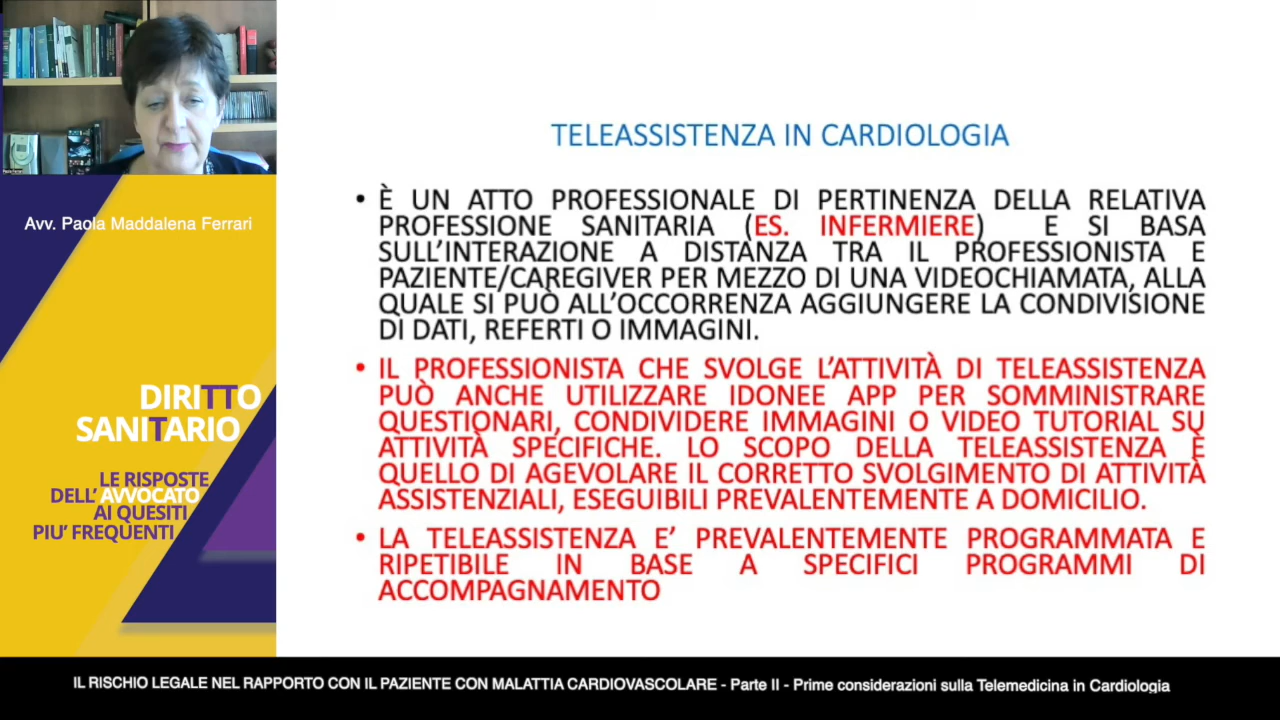 Avv. Paola Maddalena Ferrari
DIRITTO
SANITARIO
LE RISPOSTE
DELL' AVVOCATO
AI QUESITI
PIU' FREQUENTI
TELEASSISTENZA IN CARDIOLOGIA
• È UN ATTO PROFESSIONALE DI PERTINENZA DELLA RELATIVA
PROFESSIONE SANITARIA (ES. INFERMIERE) E SI BASA
SULL'INTERAZIONE A DISTANZA TRA IL PROFESSIONISTA E
PAZIENTE/CAREGIVER PER MEZZO DI UNA VIDEOCHIAMATA, ALLA
QUALE SI PUÒ ALL'OCCORRENZA AGGIUNGERE LA CONDIVISIONE
DI DATI, REFERTI O IMMAGINI.
• IL PROFESSIONISTA CHE SVOLGE L'ATTIVITÀ DI TELEASSISTENZA
PUÒ ANCHE UTILIZZARE IDONEE APP PER SOMMINISTRARE
QUESTIONARI, CONDIVIDERE IMMAGINI O VIDEO TUTORIAL SU
ATTIVITÀ SPECIFICHE. LO SCOPO DELLA TELEASSISTENZA È
QUELLO DI AGEVOLARE IL CORRETTO SVOLGIMENTO DI ATTIVITÀ
ASSISTENZIALI, ESEGUIBILI PREVALENTEMENTE A DOMICILIO.
• LA TELEASSISTENZA E' PREVALENTEMENTE PROGRAMMATA E
RIPETIBILE IN BASE A SPECIFICI PROGRAMMI DI
ACCOMPAGNAMENTO
IL RISCHIO LEGALE NEL RAPPORTO CON IL PAZIENTE CON MALATTIA CARDIOVASCOLARE - Parte II - Prime considerazioni sulla Telemedicina in Cardiologia